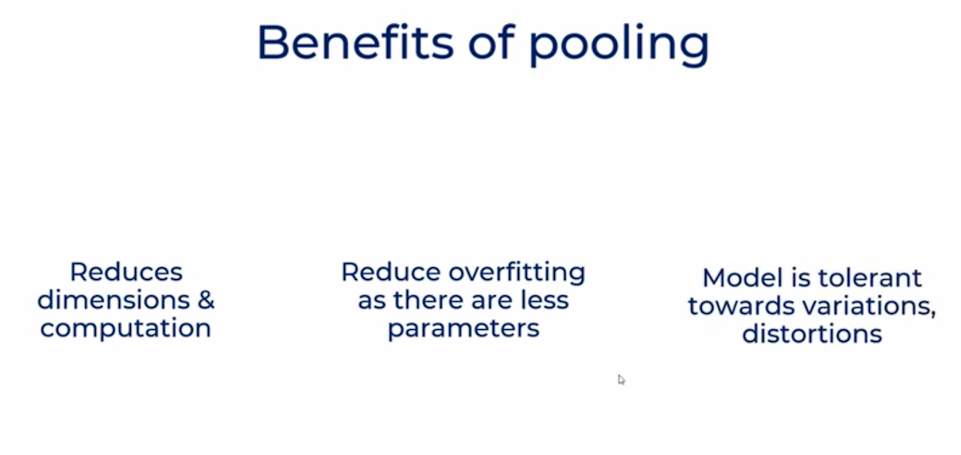 Benefits of pooling
Reduces
dimensions &
computation
Reduce overfitting
as there are less
parameters
Model is tolerant
towards variations,
distortions